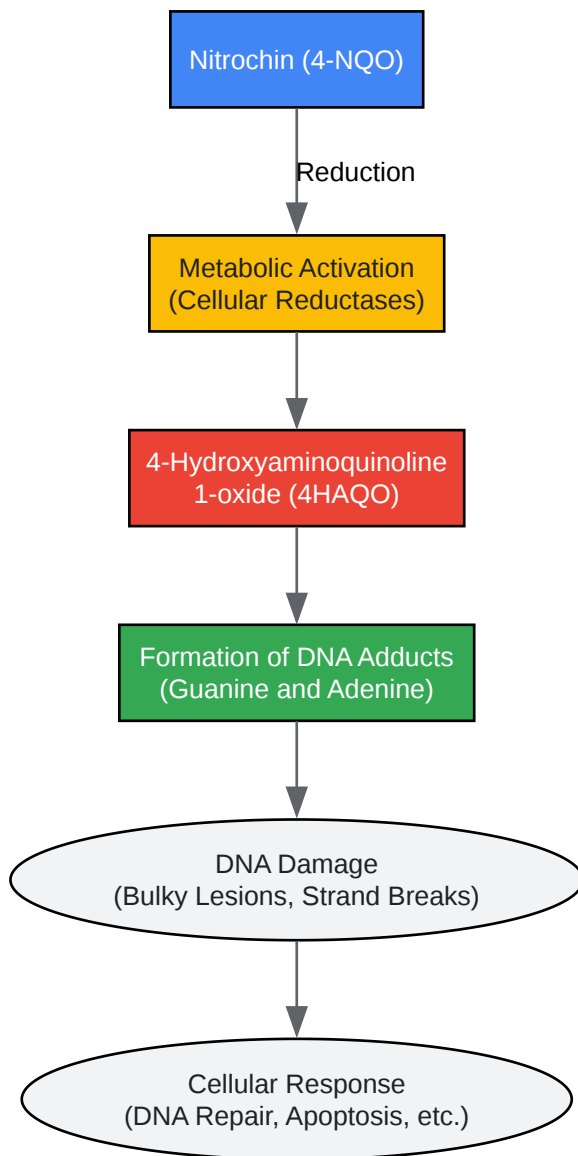 Nitrochin (4-NQO)
Reduction
Metabolic Activation
(Cellular Reductases)
4-Hydroxyaminoquinoline
1-oxide (4HAQO)
Formation of DNA Adducts
(Guanine and Adenine)
DNA Damage
(Bulky Lesions, Strand Breaks)
Cellular Response
(DNA Repair, Apoptosis, etc.)